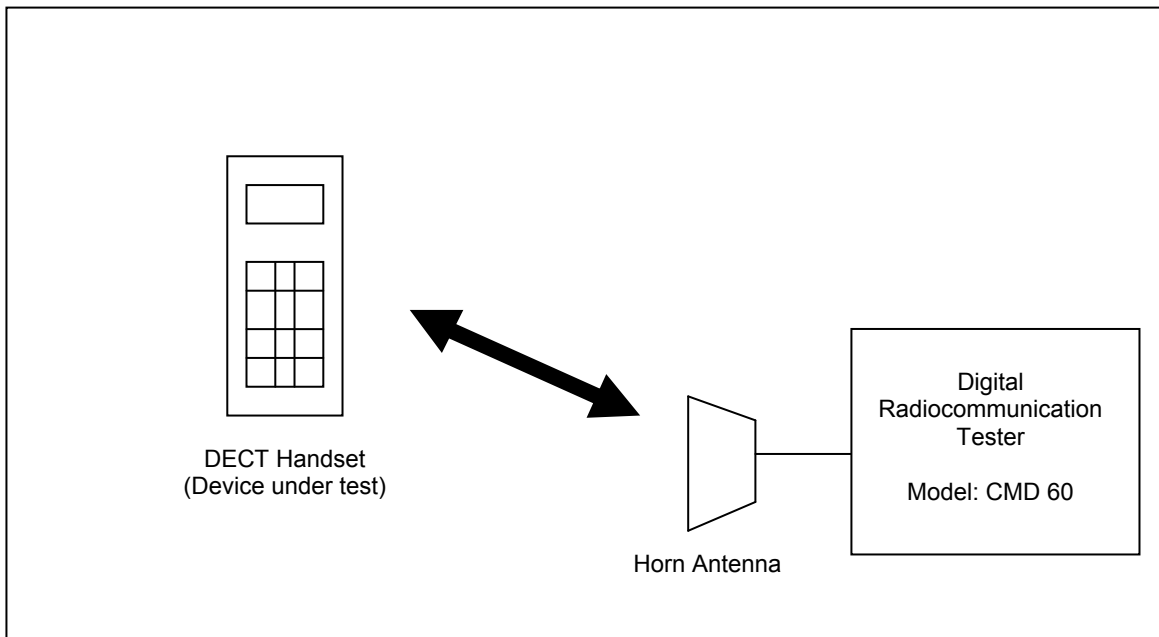 DECT Handset
(Device under test)
Horn Antenna
Digital
Radiocommunication
Tester
Model: CMD 60